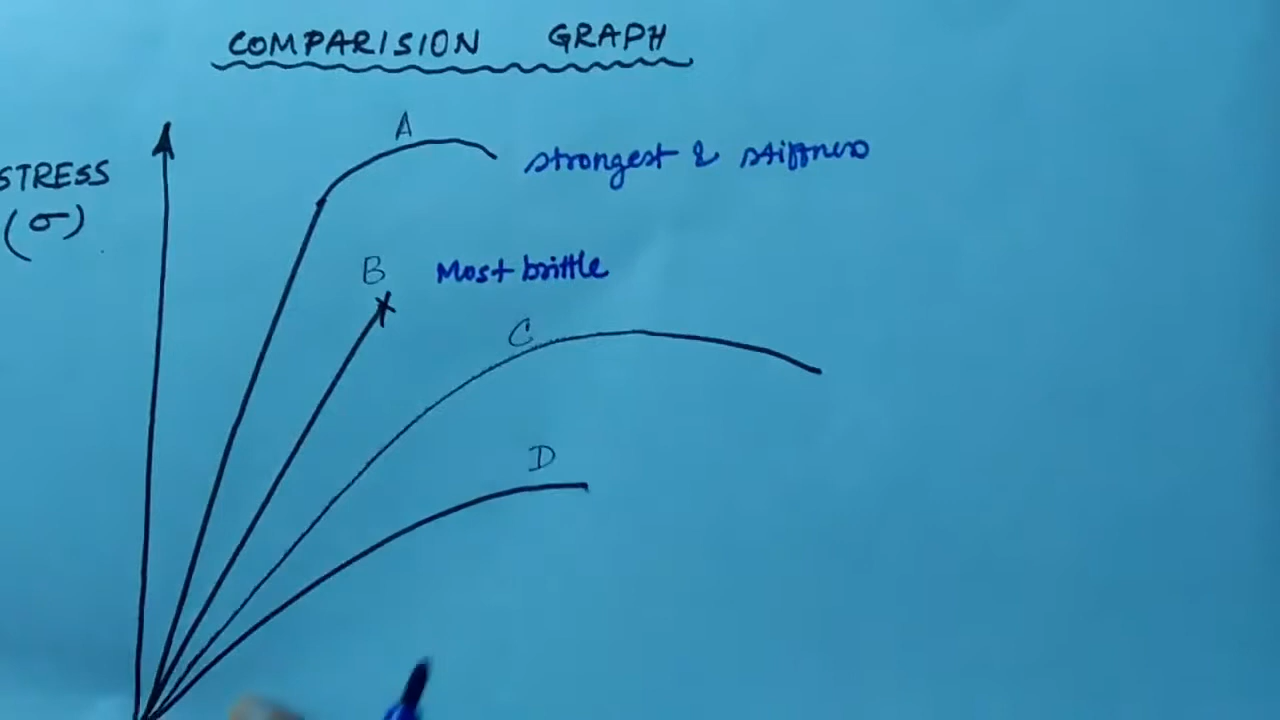 COMPARISION GRAPH
A
strongest & stiffness
STRESS
(σ)
B Most brittle
C
D